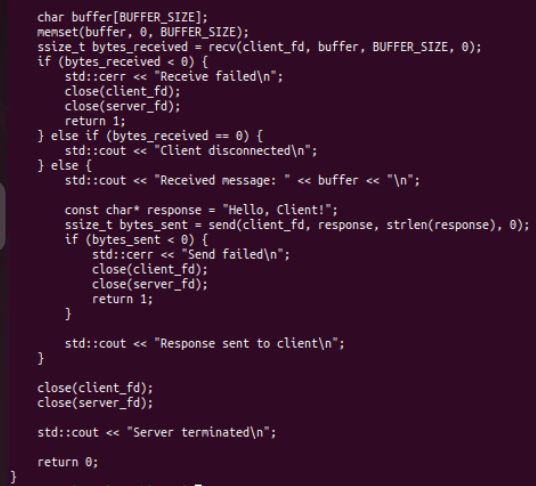 char buffer[BUFFER_SIZE];
memset(buffer, 0, BUFFER_SIZE);
ssize_t bytes_received = recv(client_fd, buffer, BUFFER_SIZE, 0);
if (bytes_received < 0) {
    std::cerr << "Receive failed\n";
    close(client_fd);
    close(server_fd);
    return 1;
} else if (bytes_received == 0) {
    std::cout << "Client disconnected\n";
} else {
    std::cout << "Received message: " << buffer << "\n";

    const char* response = "Hello, Client!";
    ssize_t bytes_sent = send(client_fd, response, strlen(response), 0);
    if (bytes_sent < 0) {
        std::cerr << "Send failed\n";
        close(client_fd);
        close(server_fd);
        return 1;
    }

    std::cout << "Response sent to client\n";
}

close(client_fd);
close(server_fd);

std::cout << "Server terminated\n";

return 0;
}